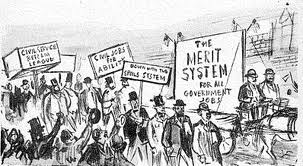 CIVIL SERVICE
REFORM
LEAGUE
CIVIL JOBS
FOR
ABILITY
DOWN WITH THE
SPOILS SYSTEM
THE
MERIT
SYSTEM
FOR ALL
GOVERNMENT
JOBS